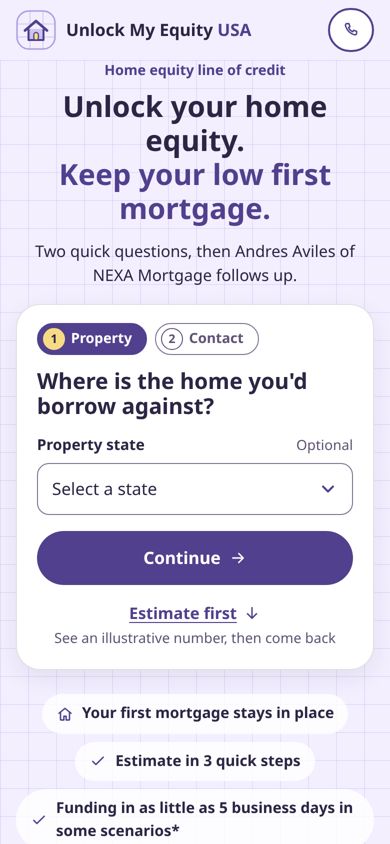 Unlock My Equity USA
Home equity line of credit
Unlock your home
equity.
Keep your low first
mortgage.
Two quick questions, then Andres Aviles of
NEXA Mortgage follows up.
1 Property
2 Contact
Where is the home you'd
borrow against?
Property state
Optional
Select a state
Continue →
Estimate first ↓
See an illustrative number, then come back
Your first mortgage stays in place
Estimate in 3 quick steps
Funding in as little as 5 business days in
some scenarios*